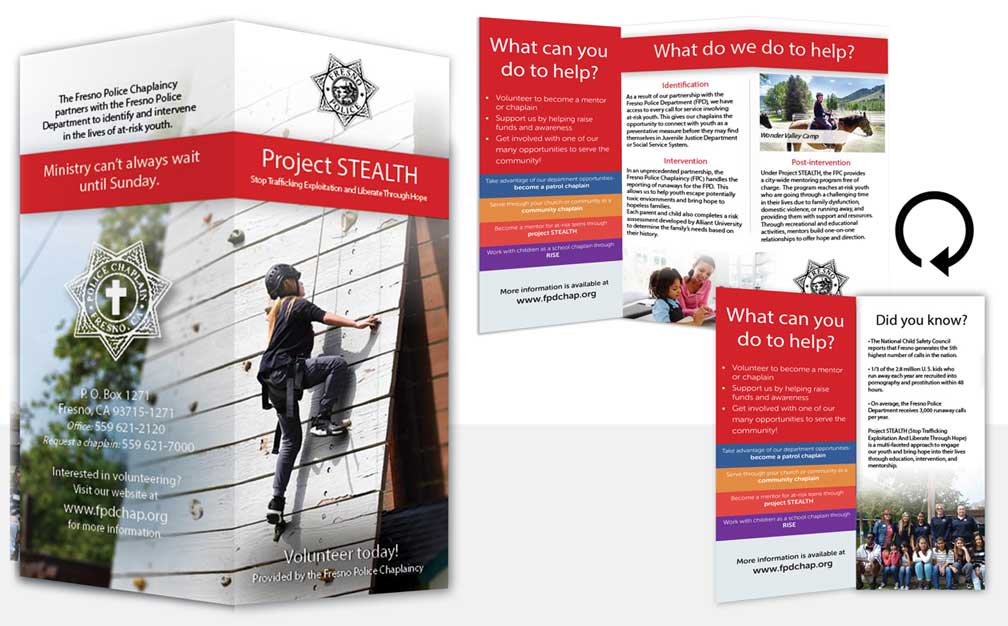 The Fresno Police Chaplaincy
partners with the Fresno Police
Department to identify and intervene
in the lives of at-risk youth.
Ministry can't always wait
until Sunday.
POLICE CHAPLAIN
FRESNO, CA
P. O. Box 1271
Fresno, CA 93715-1271
Office: 559 621-2120
Request a chaplain: 559 621-7000
Interested in volunteering?
Visit our website at
www.fpdchap.org
for more information
FRESNO
POLICE
Project STEALTH
Stop Trafficking Exploitation and Liberate Through Hope
Volunteer today!
Provided by the Fresno Police Chaplaincy
What can you
do to help?
• Volunteer to become a mentor
or chaplain
• Support us by helping raise
funds and awareness
• Get involved with one of our
many opportunities to serve the
community!
Take advantage of our department opportunities-
become a patrol chaplain
Serve through your church or community as a
community chaplain
Become a mentor for at-risk teens through
project STEALTH
Work with children as a school chaplain through
RISE
More information is available at
www.fpdchap.org
What do we do to help?
Identification
As a result of our partnership with the
Fresno Police Department (FPD), we have
access to every call for service involving
at-risk youth. This gives our chaplains the
opportunity to connect with youth as a
preventative measure before they may find
themselves in Juvenile Justice Department
or Social Service System.
Intervention
In an unprecedented partnership, the
Fresno Police Chaplaincy (FPC) handles the
reporting of runaways for the FPD. This
allows us to help youth escape potentially
toxic enviornments and bring hope to
hopeless families.
Each parent and child also completes a risk
assessment developed by Alliant University
to determine the family's needs based on
their history.
Wonder Valley Camp
Post-intervention
Under Project STEALTH, the FPC provides
a city-wide mentoring program free of
charge. The program reaches at-risk youth
who are going through a challenging time
in their lives due to family dysfunction,
domestic violence, or running away, and
providing them with support and resources.
Through recreational and educational
activities, mentors build one-on-one
relationships to offer hope and direction.
FRESNO
What can you
do to help?
• Volunteer to become a mentor
or chaplain
• Support us by helping raise
funds and awareness
• Get involved with one of our
many opportunities to serve the
community!
Take advantage of our department opportunities-
become a patrol chaplain
Serve through your church or community as a
community chaplain
Become a mentor for at-risk teens through
project STEALTH
Work with children as a school chaplain through
RISE
More information is available at
www.fpdchap.org
Did you know?
• The National Child Safety Council
reports that Fresno generates the 5th
highest number of calls in the nation.
• 1/3 of the 2.8 million U.S. kids who
run away each year are recruited into
pornography and prostitution within 48
hours.
• On average, the Fresno Police
Department receives 3,000 runaway calls
per year.
Project STEALTH (Stop Trafficking
Exploitation And Liberate Through Hope)
is a multi-faceted approach to engage
our youth and bring hope into their lives
through education, intervention, and
mentorship.